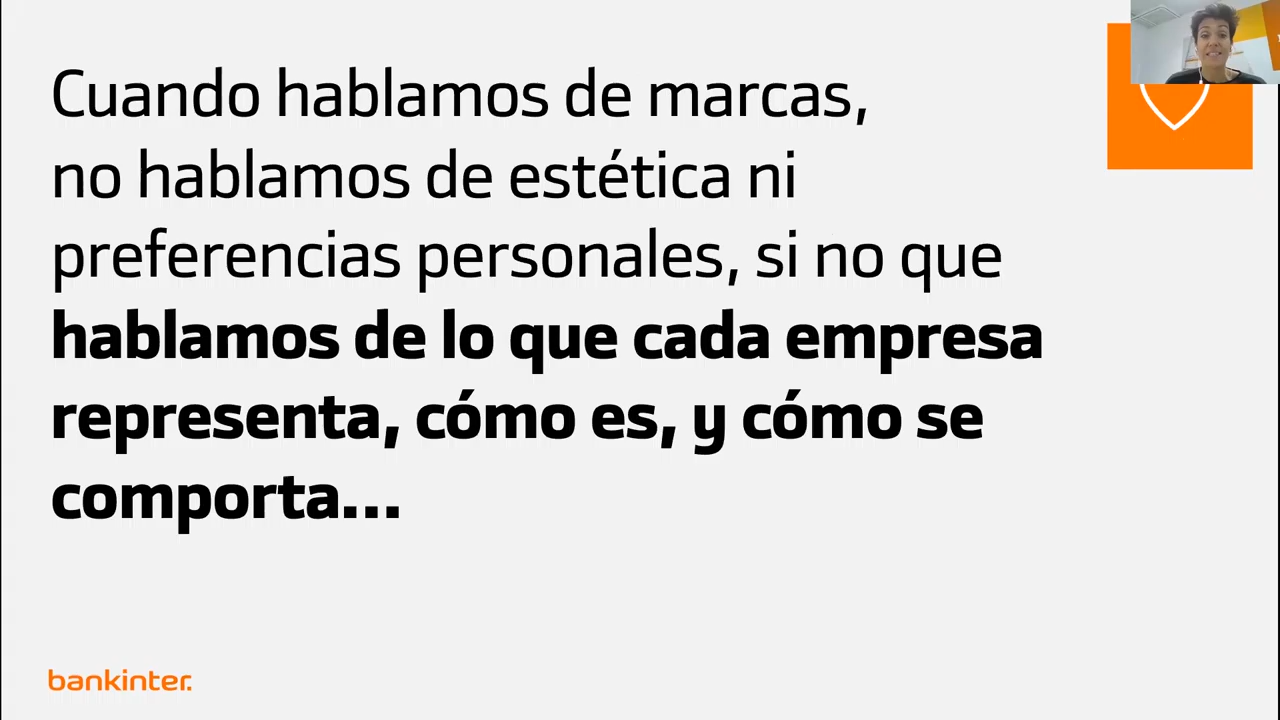 Cuando hablamos de marcas,
no hablamos de estética ni
preferencias personales, si no que
hablamos de lo que cada empresa
representa, cómo es, y cómo se
comporta...
bankinter.